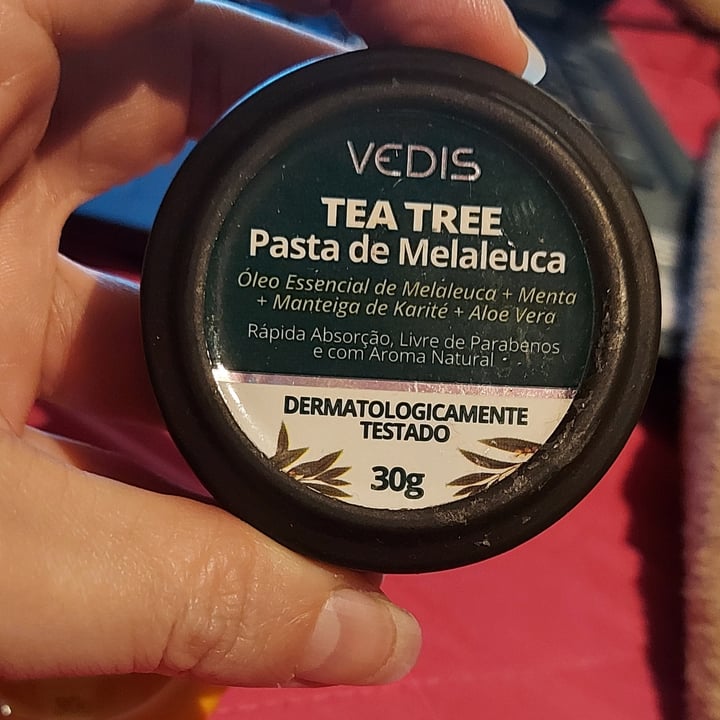 VEDIS
TEA TREE
Pasta de Melaleuca
Óleo Essencial de Melaleuca + Menta
+ Manteiga de Karité + Aloe Vera
Rápida Absorção, Livre de Parabenos
e com Aroma Natural
DERMATOLOGICAMENTE
TESTADO
30g